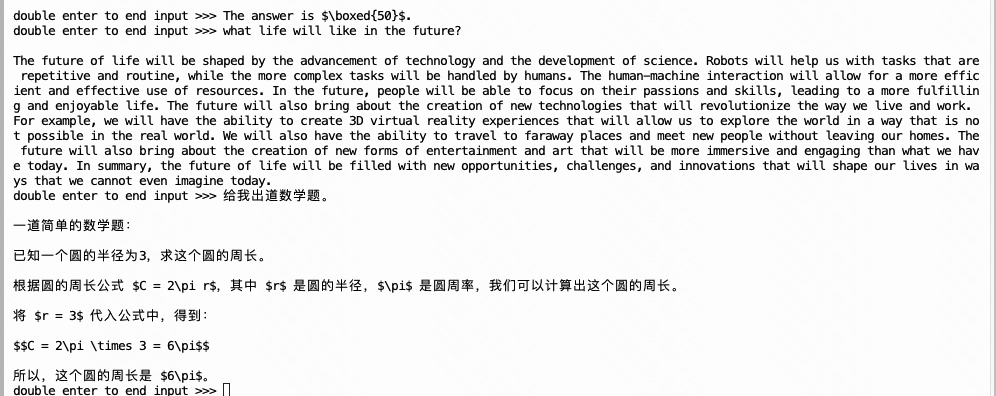 double enter to end input >>> The answer is $\boxed{50}$.
double enter to end input >>> what life will like in the future?
The future of life will be shaped by the advancement of technology and the development of science. Robots will help us with tasks that are
 repetitive and routine, while the more complex tasks will be handled by humans. The human-machine interaction will allow for a more effic
ient and effective use of resources. In the future, people will be able to focus on their passions and skills, leading to a more fulfillin
g and enjoyable life. The future will also bring about the creation of new technologies that will revolutionize the way we live and work.
For example, we will have the ability to create 3D virtual reality experiences that will allow us to explore the world in a way that is no
t possible in the real world. We will also have the ability to travel to faraway places and meet new people without leaving our homes. The
 future will also bring about the creation of new forms of entertainment and art that will be more immersive and engaging than what we hav
e today. In summary, the future of life will be filled with new opportunities, challenges, and innovations that will shape our lives in wa
ys that we cannot even imagine today.
double enter to end input >>> 给我出道数学题。
一道简单的数学题：
已知一个圆的半径为3，求这个圆的周长。
根据圆的周长公式 $C = 2\pi r$，其中 $r$ 是圆的半径，$\pi$ 是圆周率，我们可以计算出这个圆的周长。
将 $r = 3$ 代入公式中，得到：
$$C = 2\pi \times 3 = 6\pi$$
所以，这个圆的周长是 $6\pi$。
double enter to end input >>>